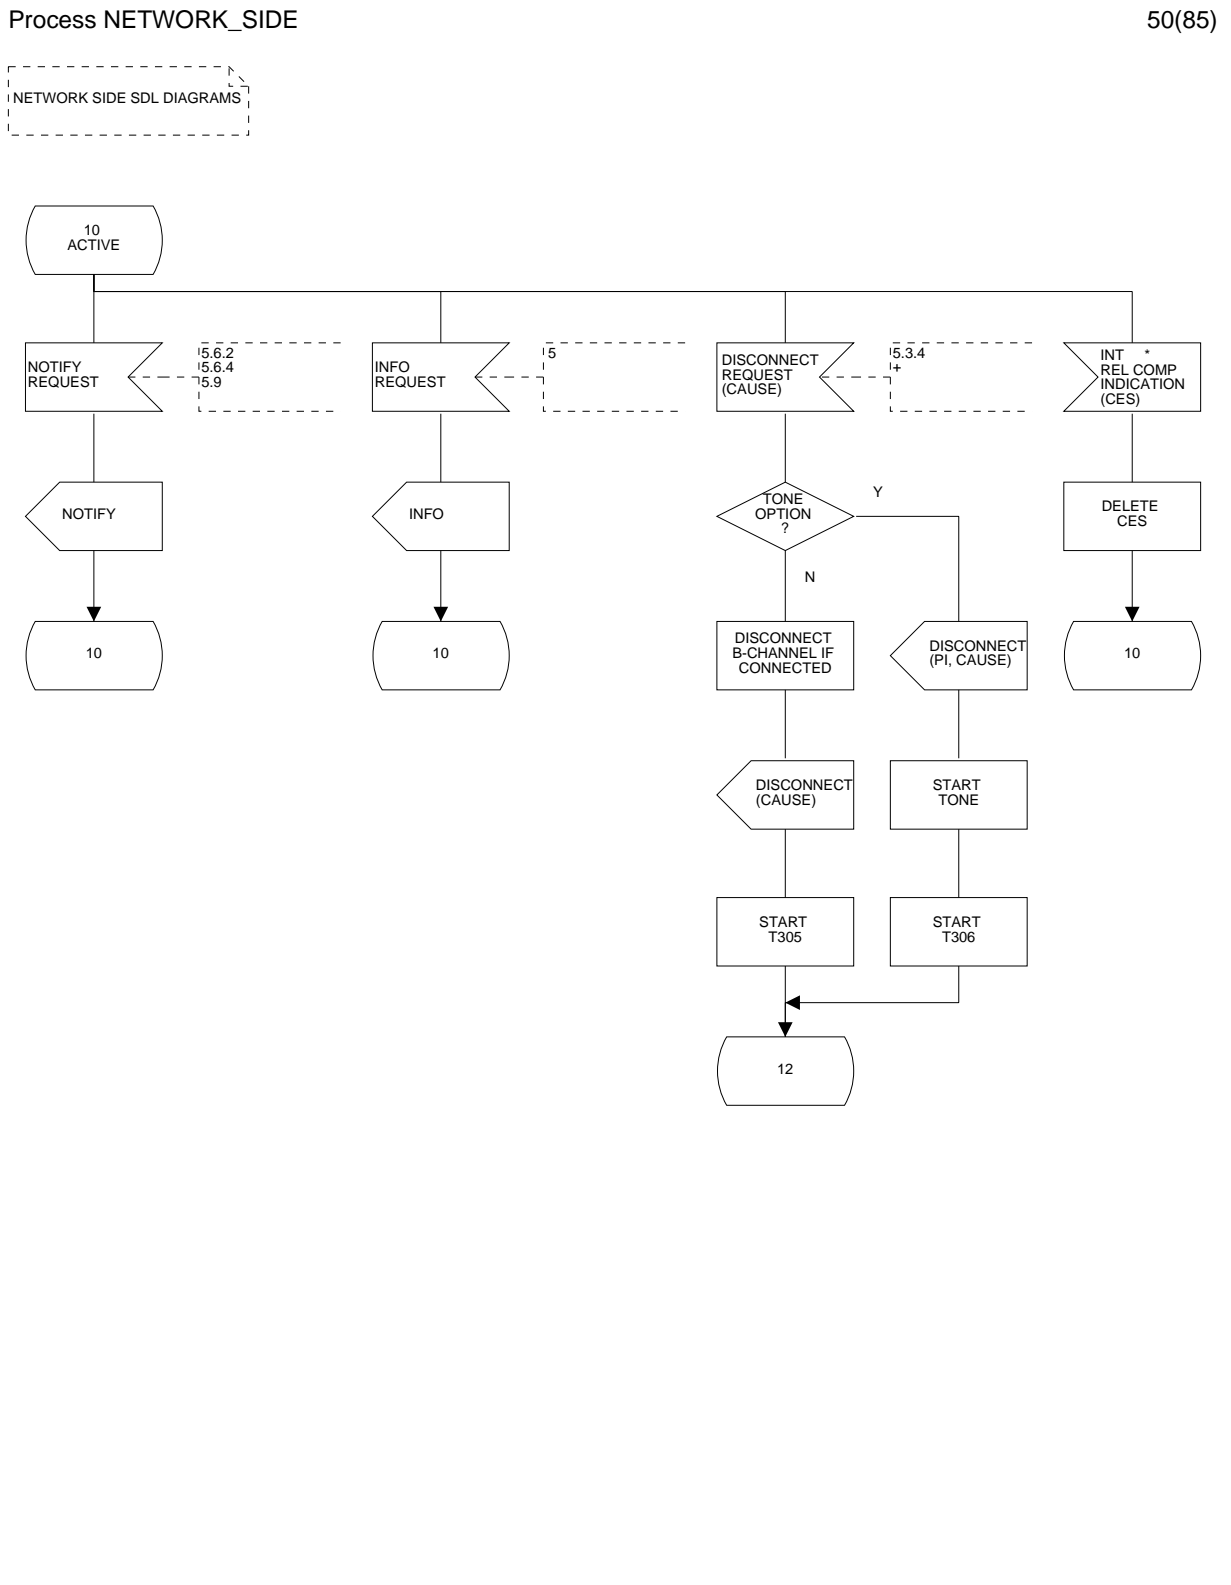 Process NETWORK_SIDE
50(85)
NETWORK SIDE SDL DIAGRAMS
10
ACTIVE
NOTIFY
REQUEST
5.6.2
5.6.4
5.9
INFO
REQUEST
5
DISCONNECT
REQUEST
(CAUSE)
5.3.4
+
INT *
REL COMP
INDICATION
(CES)
NOTIFY
INFO
TONE
OPTION
?
Y
N
DELETE
CES
10
10
DISCONNECT
B-CHANNEL IF
CONNECTED
DISCONNECT
(PI, CAUSE)
10
DISCONNECT
(CAUSE)
START
TONE
START
T305
START
T306
12